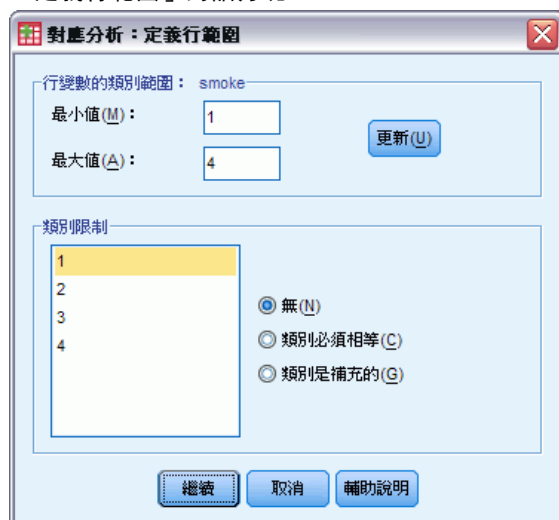 對應分析：定義行範圍
行變數的類別範圍： smoke
最小值(M)： 1
最大值(A)： 4
更新(U)
類別限制
1
2
3
4
無(N)
類別必須相等(C)
類別是補充的(G)
繼續 取消 輔助說明